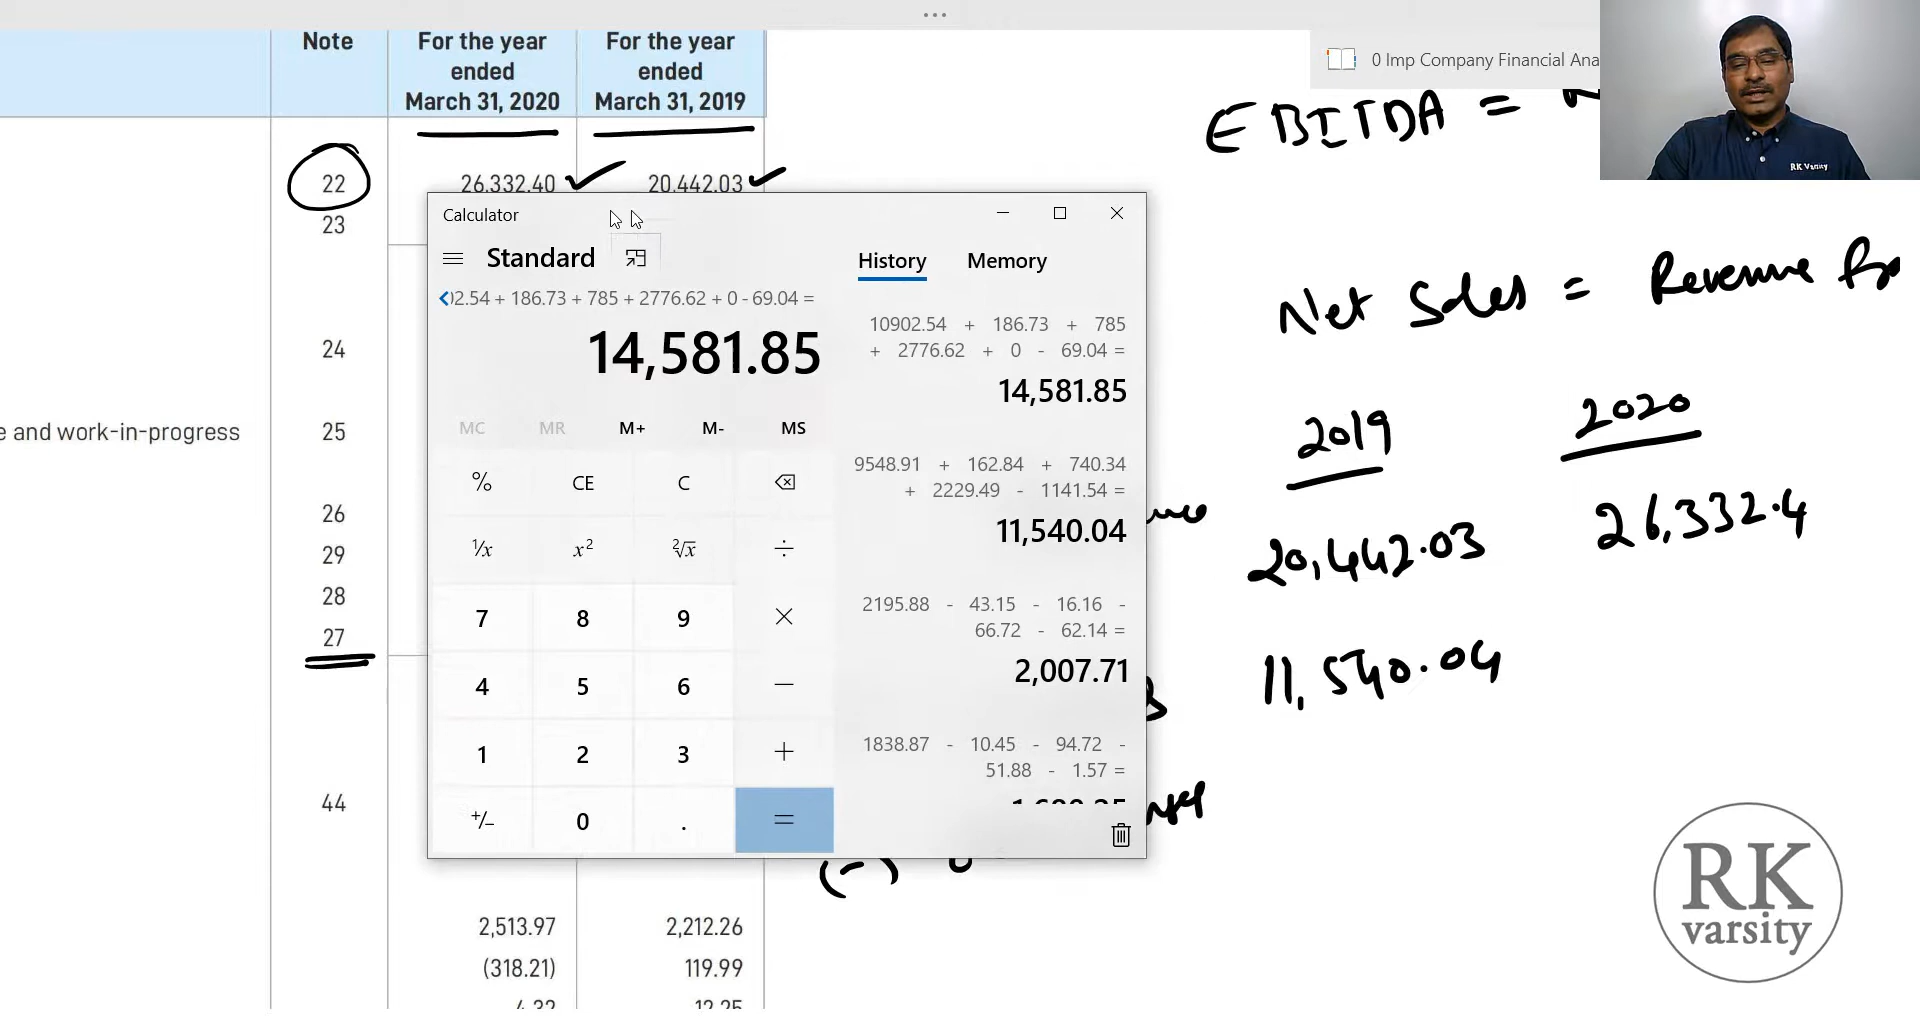 Note
For the year ended March 31, 2020
For the year ended March 31, 2019
22 26,332.40 20,442.03
23
24
e and work-in-progress 25
26
29
28
27
44
2,513.97 2,212.26
(318.21) 119.99
4.32 12.25
Calculator
Standard
02.54 + 186.73 + 785 + 2776.62 + 0 - 69.04 =
14,581.85
MC MR M+ M- MS
% CE C
1/x x2 2√x ÷
7 8 9 ×
4 5 6 −
1 2 3 +
+/− 0 . =
History Memory
10902.54 + 186.73 + 785
+ 2776.62 + 0 - 69.04 =
14,581.85
9548.91 + 162.84 + 740.34
+ 2229.49 - 1141.54 =
11,540.04
2195.88 - 43.15 - 16.16 -
66.72 - 62.14 =
2,007.71
1838.87 - 10.45 - 94.72 -
51.88 - 1.57 =
0 Imp Company Financial Ana
RK Varsity
EBITDA =
Net Sales = Revenue
2019 2020
20,442.03 26,332.4
11,540.04
(-)
RK
varsity